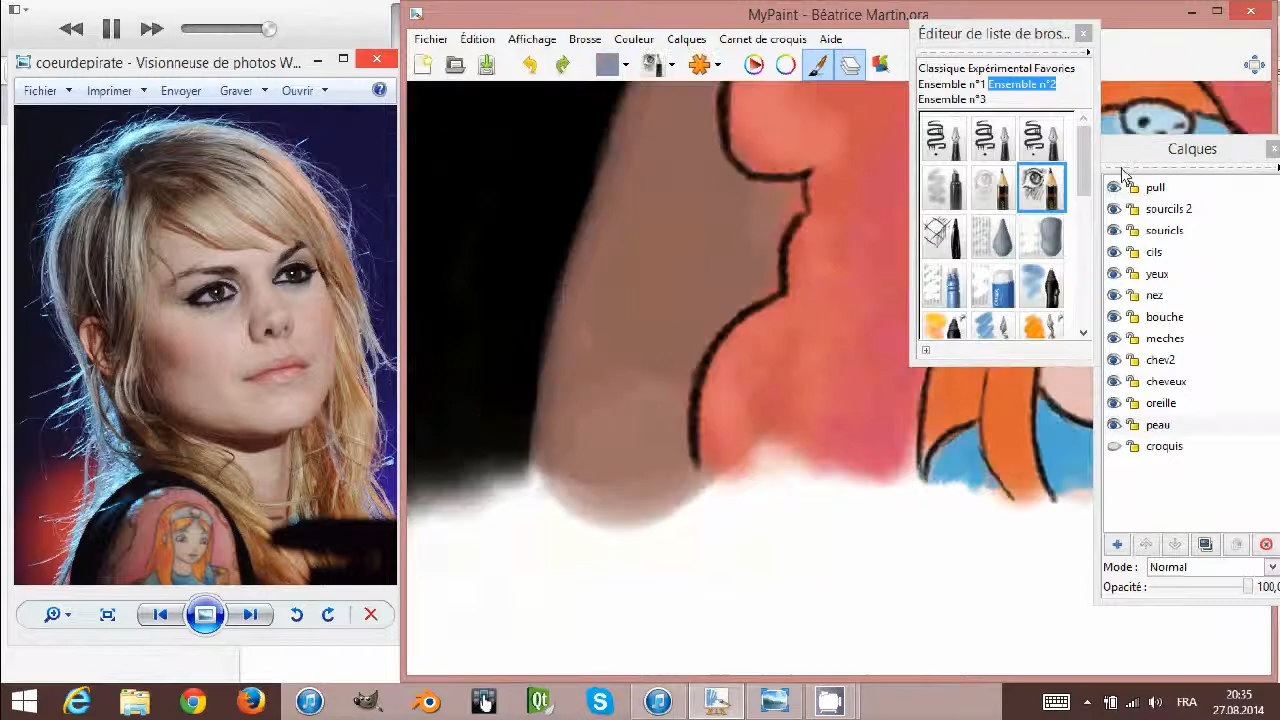 MyPaint - Béatrice Martin.ora
coeurdepirate - Visionneuse de photos W...
Fichier Imprimer Envoyer Graver Ouvrir
Fichier Édition Affichage Brosse Couleur Calques Carnet de croquis Aide
Éditeur de liste de bros...
Classique Expérimental Favories
Ensemble n°1 Ensemble n°2
Ensemble n°3
Calques
pull
sourcils 2
souricls
cils
yeux
nez
bouche
meches
chev2
cheveux
oreille
peau
croquis
Mode : Normal
Opacité : 100,0
FRA
20:35
27.08.2014